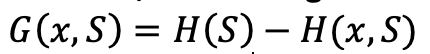 G(x, S) = H(S) − H(x, S)